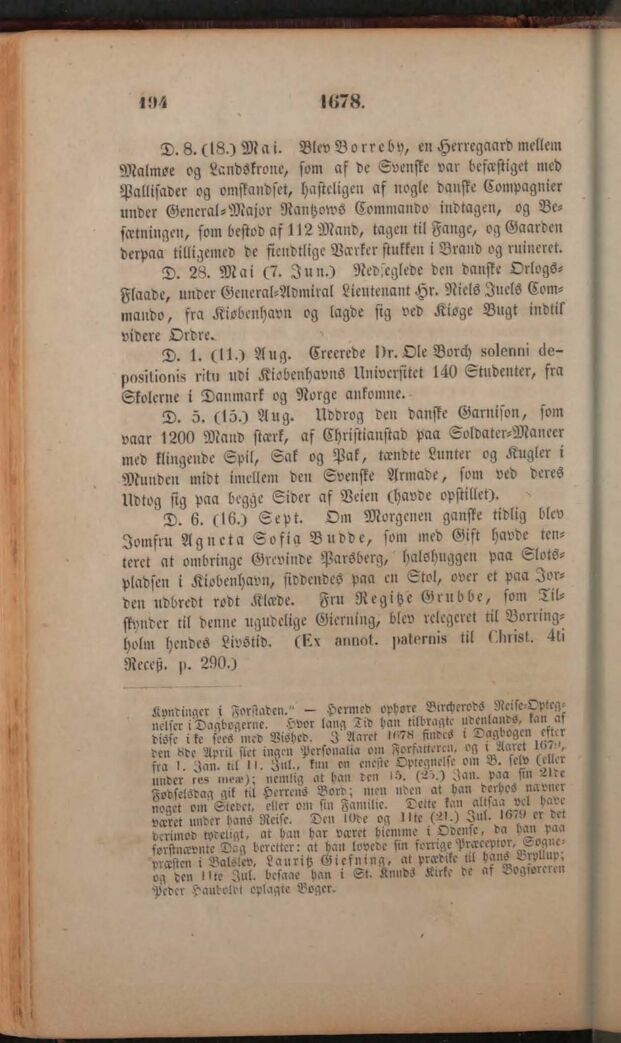 194 1678.
D. 8. (18.) Mai. Blev Borreby, en Herregaard mellem
Malmøe og Landskrone, som af de Svenske var befæstiget med
Pallisader og omskandset, hasteligen af nogle danske Compagnier
under General-Major Rantzows Commando indtagen, og Be-
sætningen, som bestod af 112 Mand, tagen til Fange, og Gaarden
derpaa tilligemed de fiendtlige Værker stukken i Brand og ruineret.
D. 28. Mai (7. Jun.) Nedseglede den danske Orlogs-
Flaade, under General-Admiral Lieutenant Hr. Niels Juels Com-
mando, fra Kiøbenhavn og lagde sig ved Kiøge Bugt indtil
videre Ordre.
D. 1. (11.) Aug. Creerede Dr. Ole Borch solenni de-
positionis ritu udi Kiøbenhavns Universitet 140 Studenter, fra
Skolerne i Danmark og Norge ankomne.
D. 5. (15.) Aug. Uddrog den danske Garnison, som
vaar 1200 Mand stærk, af Christianstad paa Soldater-Maneer
med klingende Spil, Sak og Pak, tændte Lunter og Kugler i
Munden midt imellem den Svenske Armade, som ved deres
Udtog sig paa begge Sider af Veien (havde opstillet).
D. 6. (16.) Sept. Om Morgenen ganske tidlig blev
Jomfru Agneta Sofia Budde, som med Gift havde ten-
teret at ombringe Grevinde Parsberg, halshuggen paa Slots-
pladsen i Kiøbenhavn, siddendes paa en Stol, over et paa Jor-
den udbredt rødt Klæde. Fru Regitze Grubbe, som Til-
skynder til denne ugudelige Gierning, blev relegeret til Borring-
holm hendes Livstid. (Ex annot. paternis til Christ. 4ti
Receß. p. 290.)
Kyndinger i Forstaden." — Hermed ophøre Bircherods Reise-Opteg-
nelser i Dagbøgerne. Hvor lang Tid han tilbragte udenlands, kan af
disse ikke sees med Vished. I Aaret 1678 findes i Dagbogen efter
den 8de April slet ingen Personalia om Forfatteren, og i Aaret 1679,
fra 1. Jan. til 11. Jul., kun en eneste Optegnelse om B. selv (eller
under res meæ); nemlig at han den 15. (25.) Jan. paa sin 21de
Fødselsdag gik til Herrens Bord; men uden at han derhos nævner
noget om Stedet, eller om sin Familie. Dette kan altsaa vel have
været under hans Reise. Den 10de og 11te (21.) Jul. 1679 er det
derimod tydeligt, at han har været hiemme i Odense, da han paa
førstnævnte Dag beretter: at han lovede sin forrige Præceptor, Sogne-
præsten i Balslev, Lauritz Giefning, at prædike til hans Bryllup;
og den 11te Jul. besaae han i St. Knuds Kirke de af Bogføreren
Peder Hauboldt oplagte Bøger.